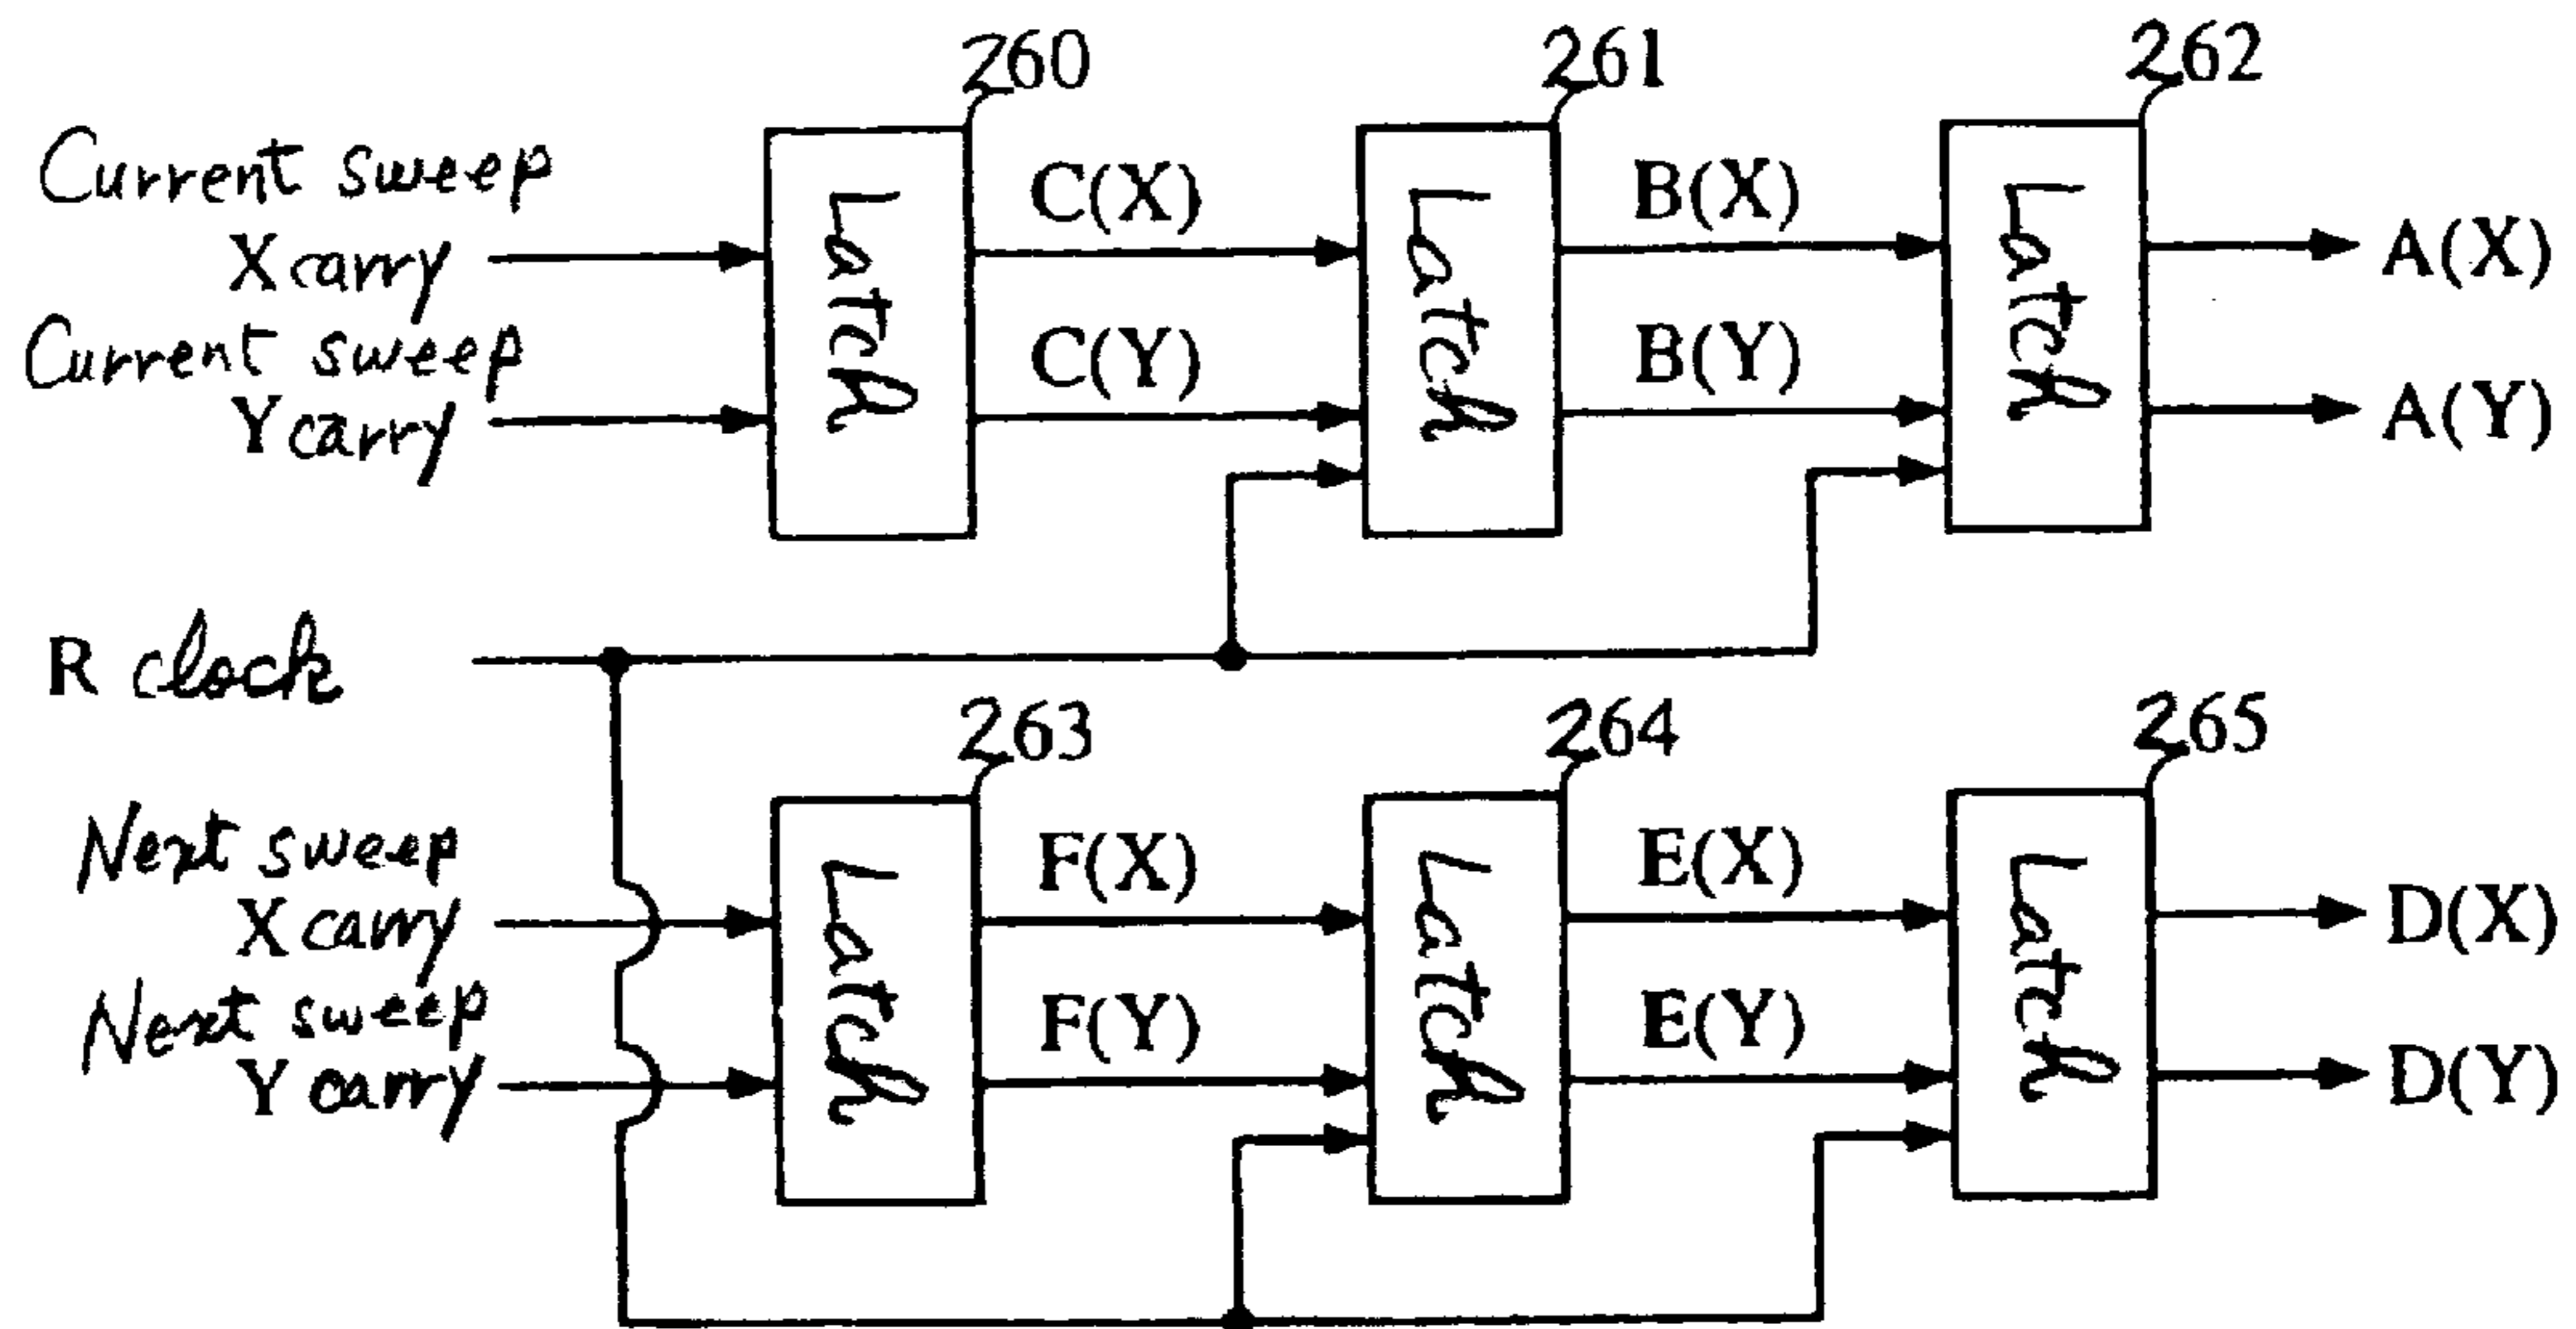 260 261 262
Current sweep
X carry
C(X) B(X) A(X)
Current sweep
Y carry
C(Y) B(Y) A(Y)
Latch Latch Latch
R clock
263 264 265
Next sweep
X carry
F(X) E(X) D(X)
Next sweep
Y carry
F(Y) E(Y) D(Y)
Latch Latch Latch